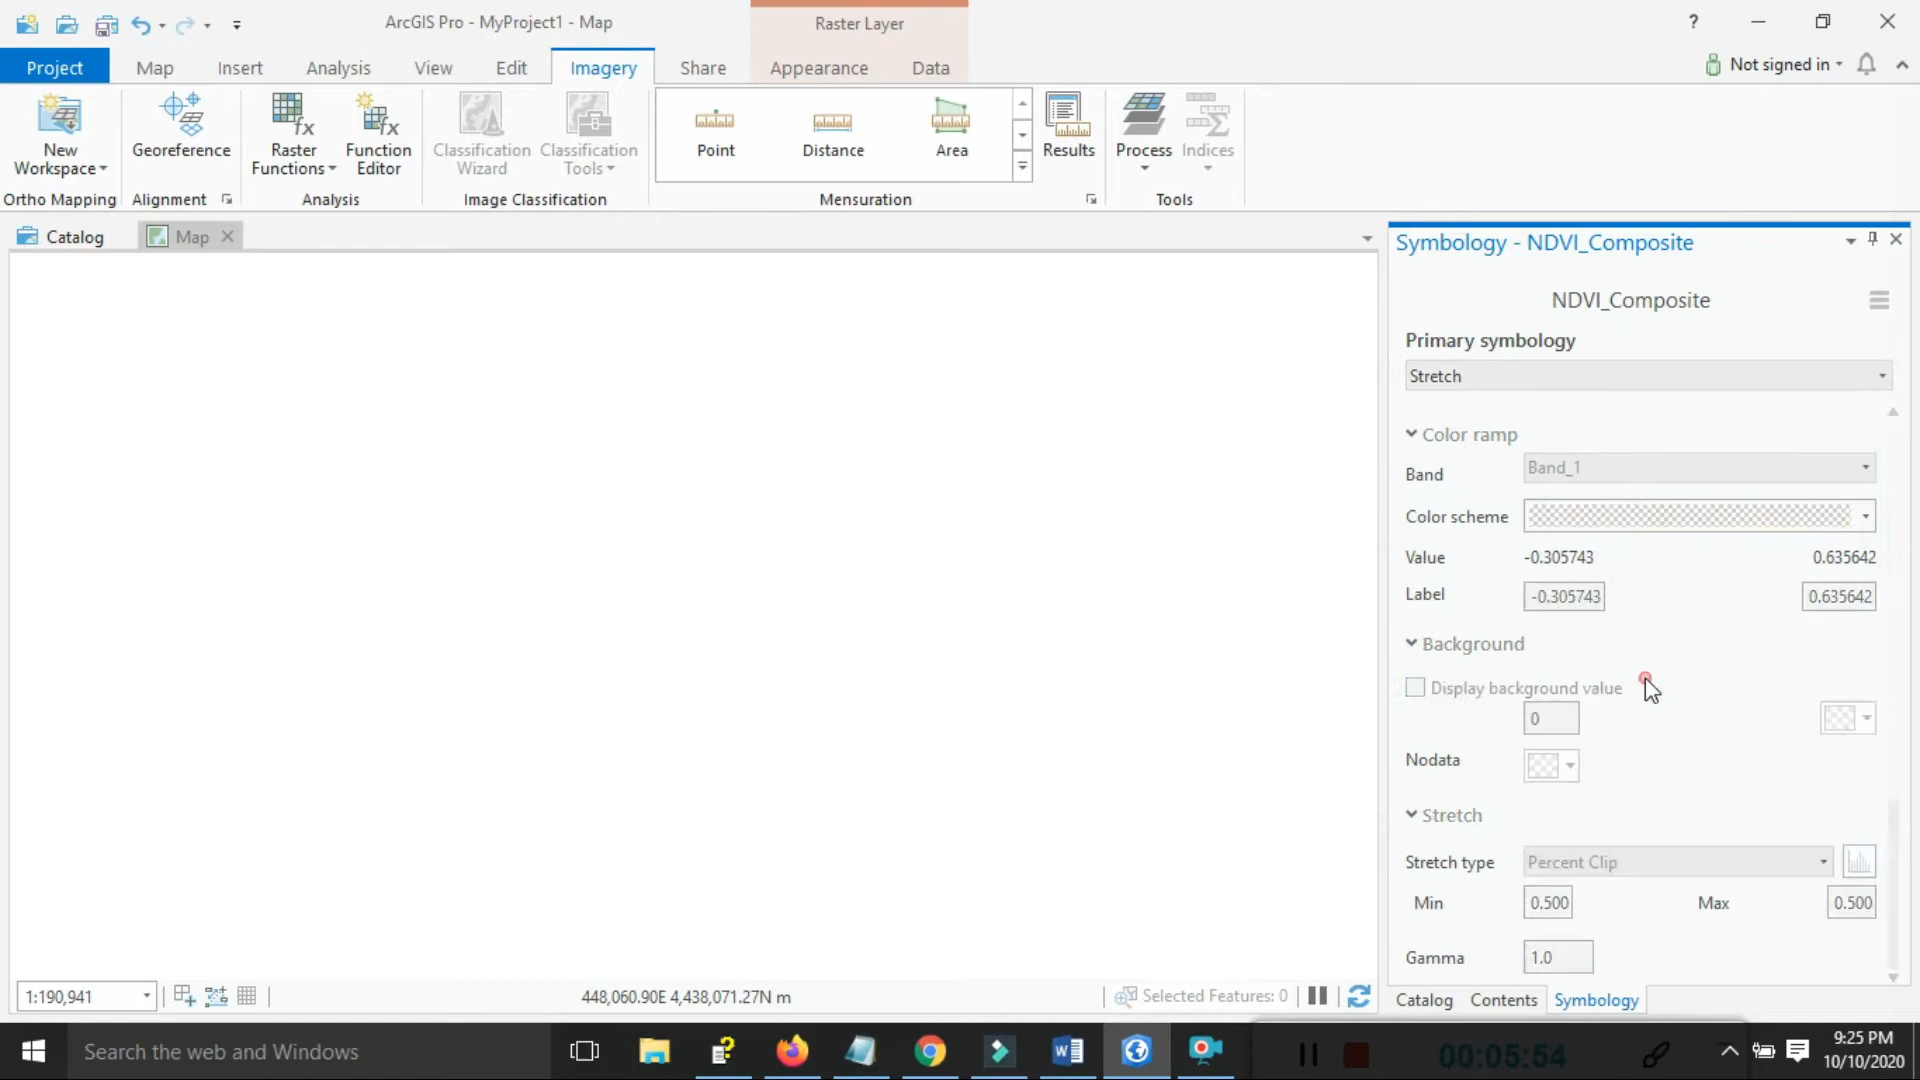 ArcGIS Pro - MyProject1 - Map
Raster Layer
?
Project
Map
Insert
Analysis
View
Edit
Imagery
Share
Appearance
Data
Not signed in
New
Workspace
Georeference
Raster
Functions
Function
Editor
Classification
Wizard
Classification
Tools
Point
Distance
Area
Results
Process
Indices
Ortho Mapping
Alignment
Analysis
Image Classification
Mensuration
Tools
Catalog
Map
Symbology - NDVI_Composite
NDVI_Composite
Primary symbology
Stretch
Color ramp
Band
Band_1
Color scheme
Value
-0.305743
0.635642
Label
-0.305743
0.635642
Background
Display background value
0
Nodata
Stretch
Stretch type
Percent Clip
Min
0.500
Max
0.500
Gamma
1.0
1:190,941
448,060.90E 4,438,071.27N m
Selected Features: 0
Catalog
Contents
Symbology
Search the web and Windows
00:05:54
9:25 PM
10/10/2020